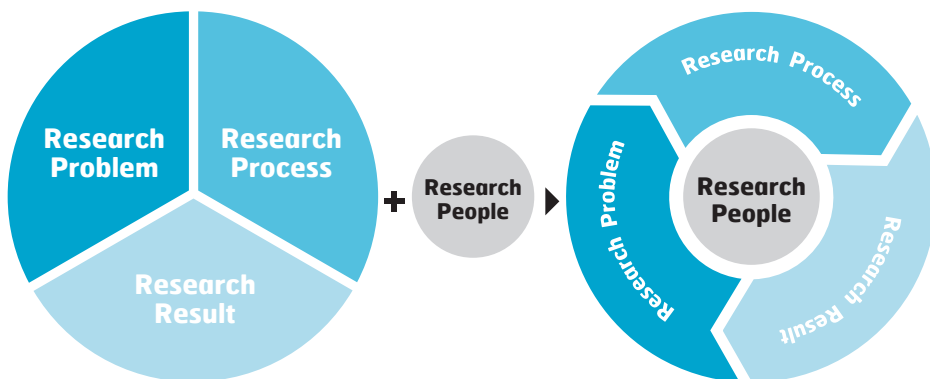 Research
Problem
Research
Process
Research
Result
+
Research
People
Research Process
Research Problem
Research People
Research Result